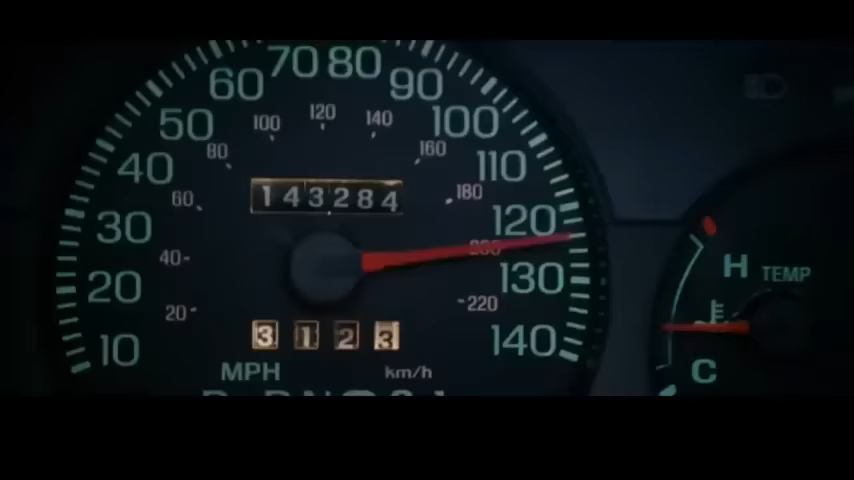 70 80
60 90
50 100 120 140 100
40 80 160 110
60 143284 180
30 120
40 200
20 130
20 220
10 3123 140
MPH km/h
H TEMP
C